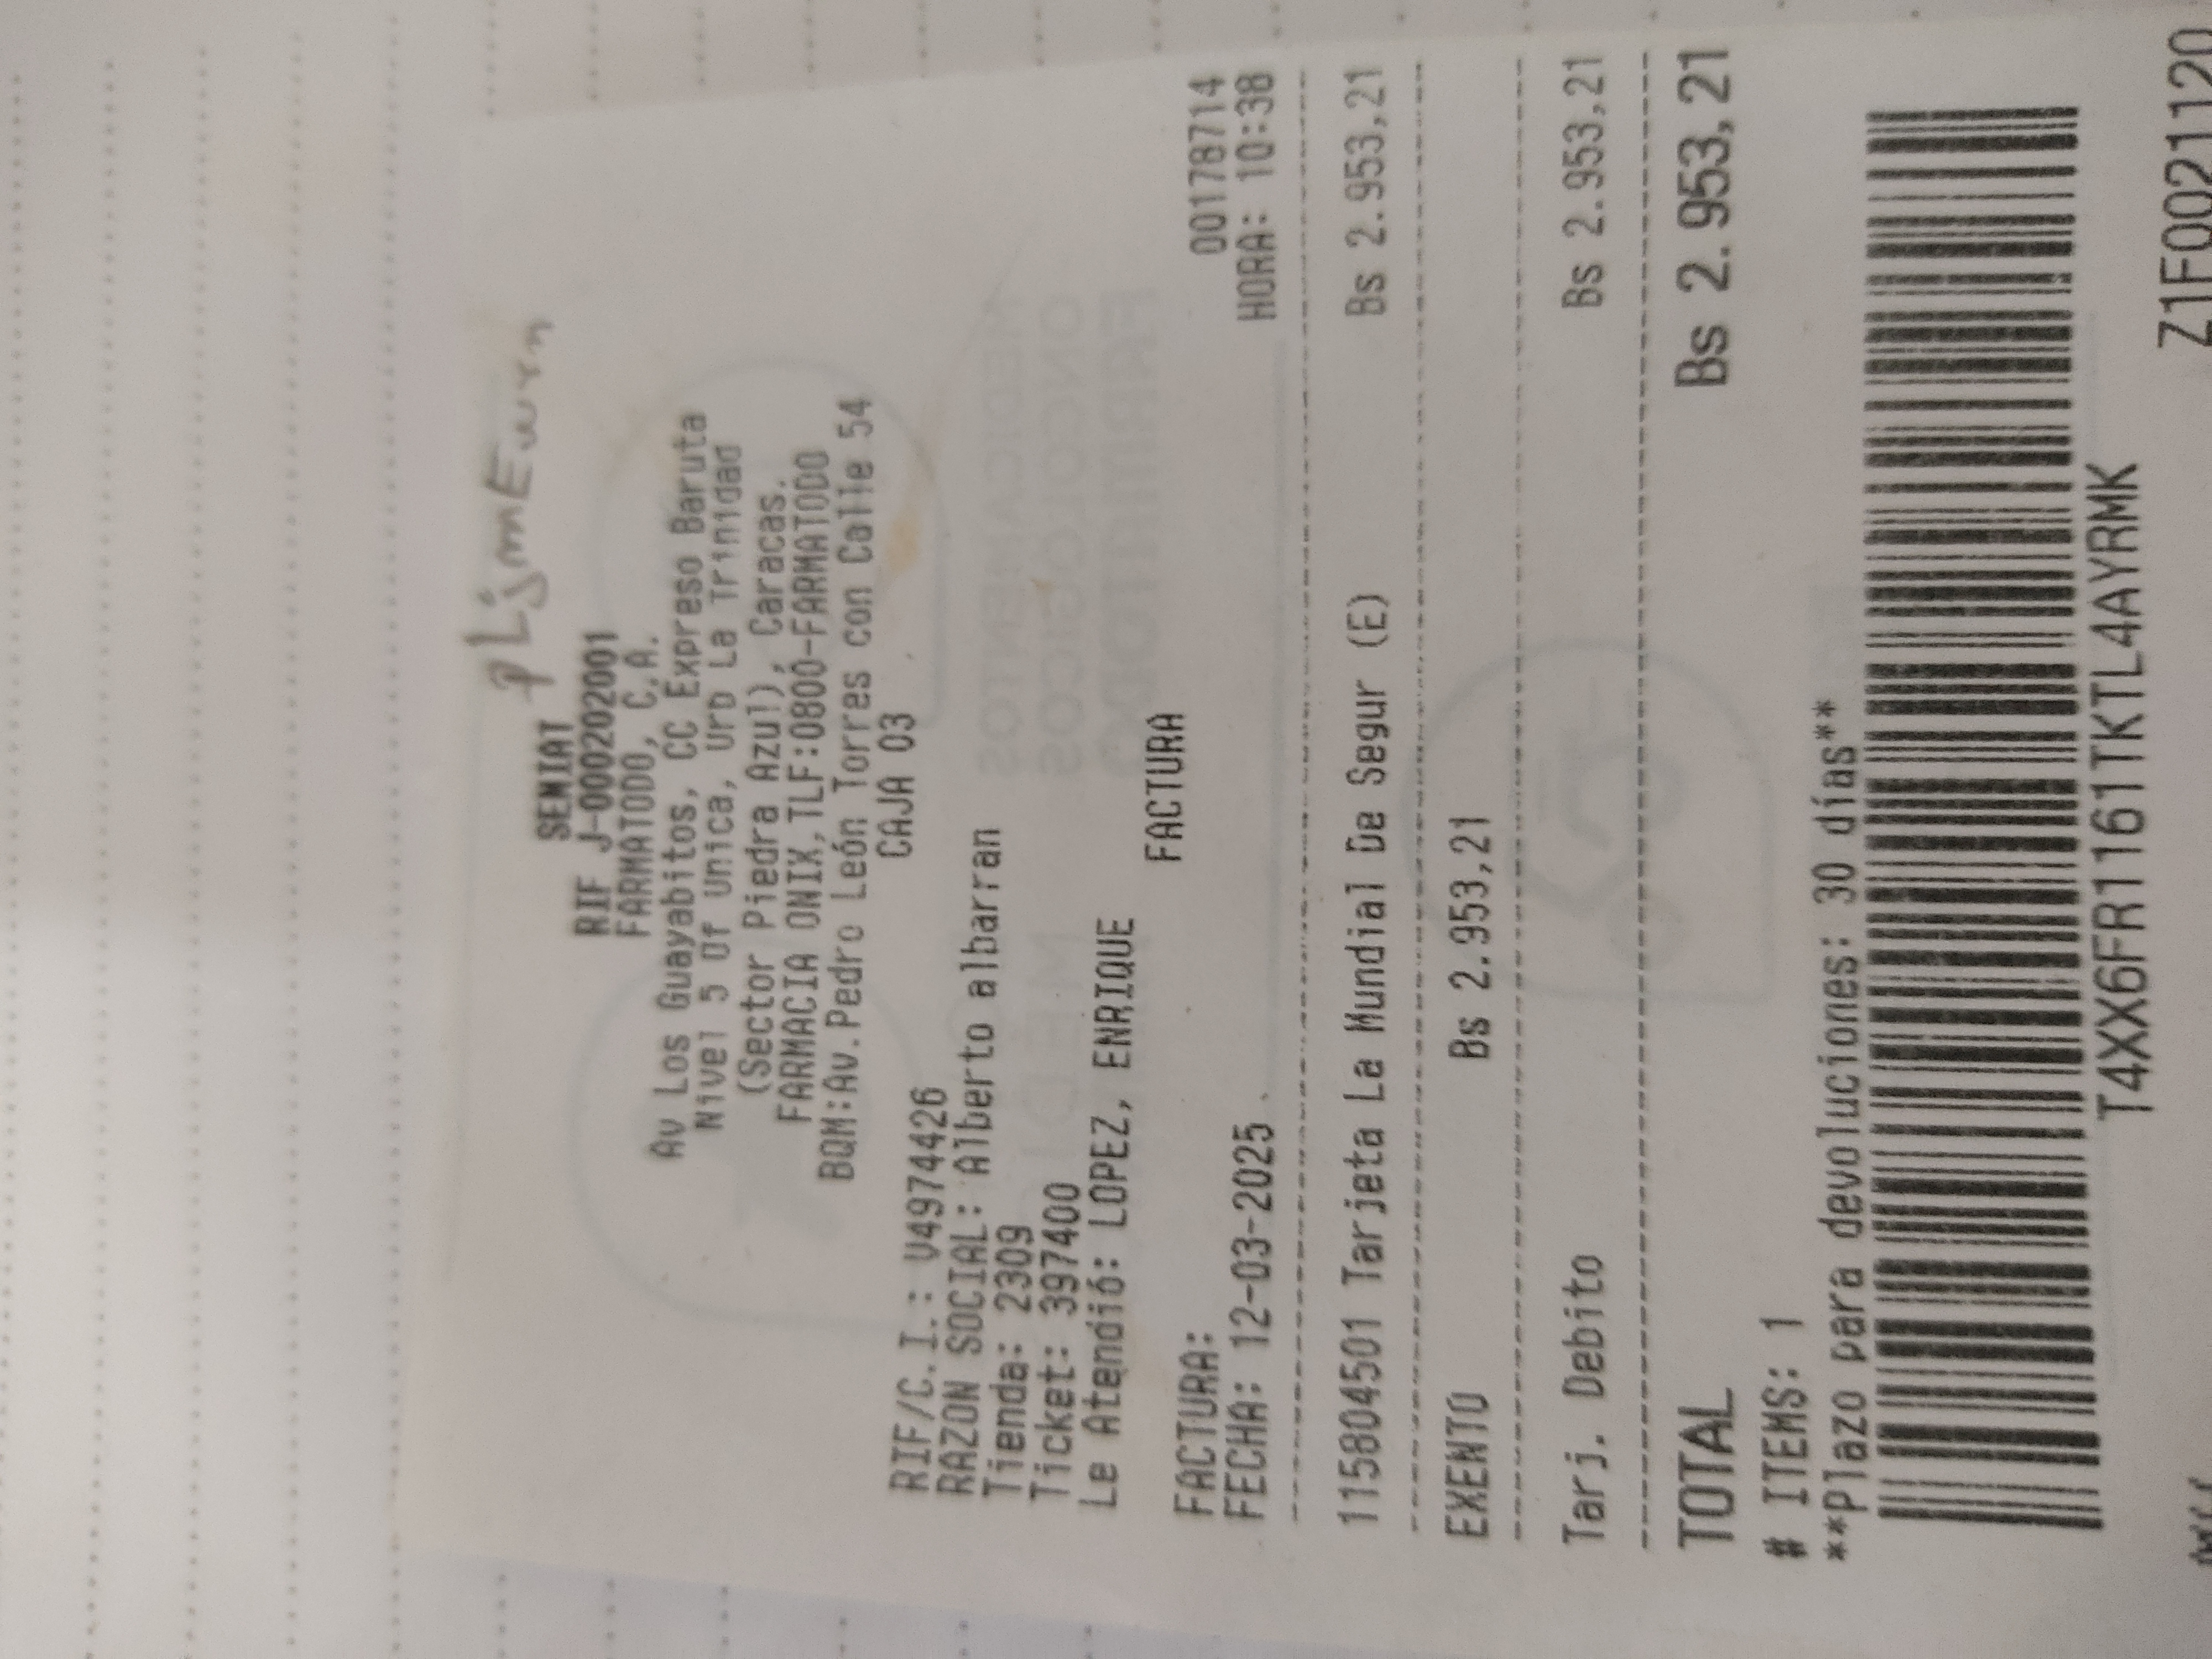 SENIAT
RIF J-000202001
FARMATODO, C.A.
Av Los Guayabitos, CC Expreso Baruta
Nivel 5 Of Unica, Urb La Trinidad
(Sector Piedra Azul), Caracas.
FARMACIA ONIX,TLF:0800-FARMATODO
BQM:Av.Pedro León Torres con Calle 54
CAJA 03
RIF/C.I.: V4974426
RAZON SOCIAL: Alberto albarran
Tienda: 2309
Ticket: 397400
Le Atendió: LOPEZ, ENRIQUE
FACTURA
FACTURA: 00178714
FECHA: 12-03-2025 HORA: 10:38
115804501 Tarjeta La Mundial De Segur (E) Bs 2.953,21
EXENTO Bs 2.953,21
Tarj. Debito Bs 2.953,21
TOTAL Bs 2.953,21
# ITEMS: 1
**Plazo para devoluciones: 30 días**
T4XX6FR1161TKTL4AYRMK
Z1F0021120